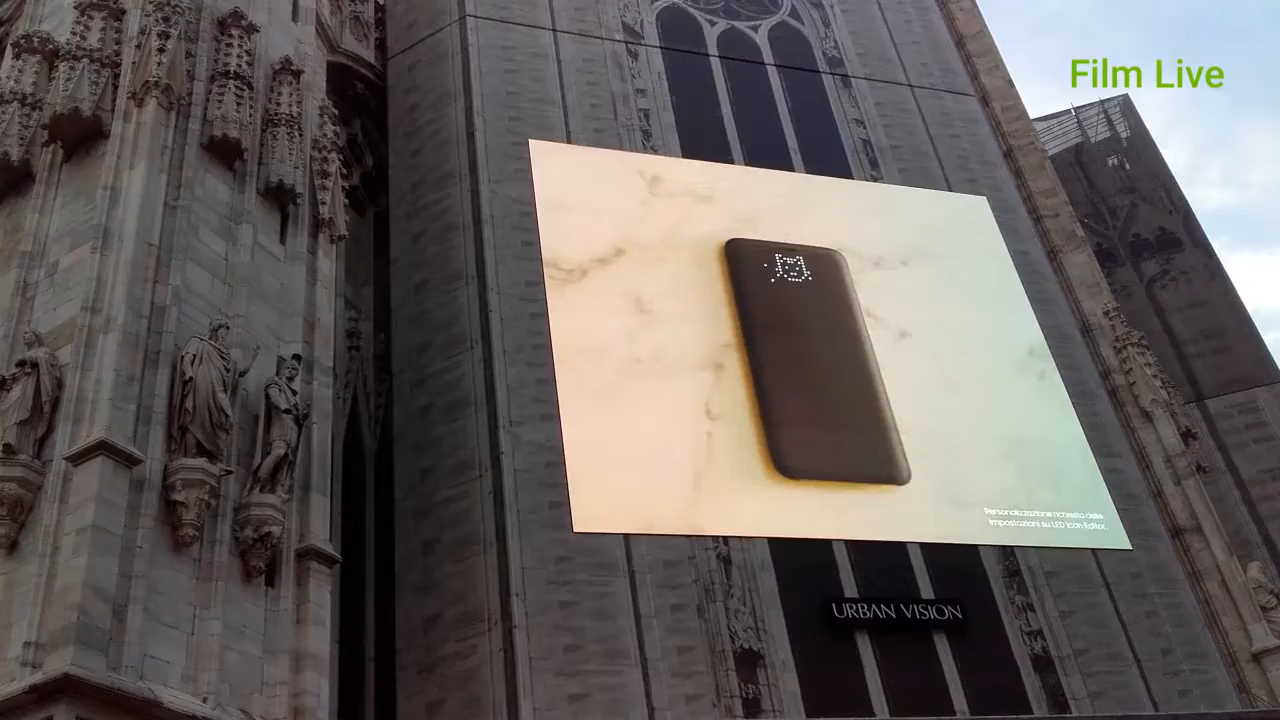 Film Live
Personalizzazione richiesta delle
impostazioni su LED Icon Editor.
URBAN VISION